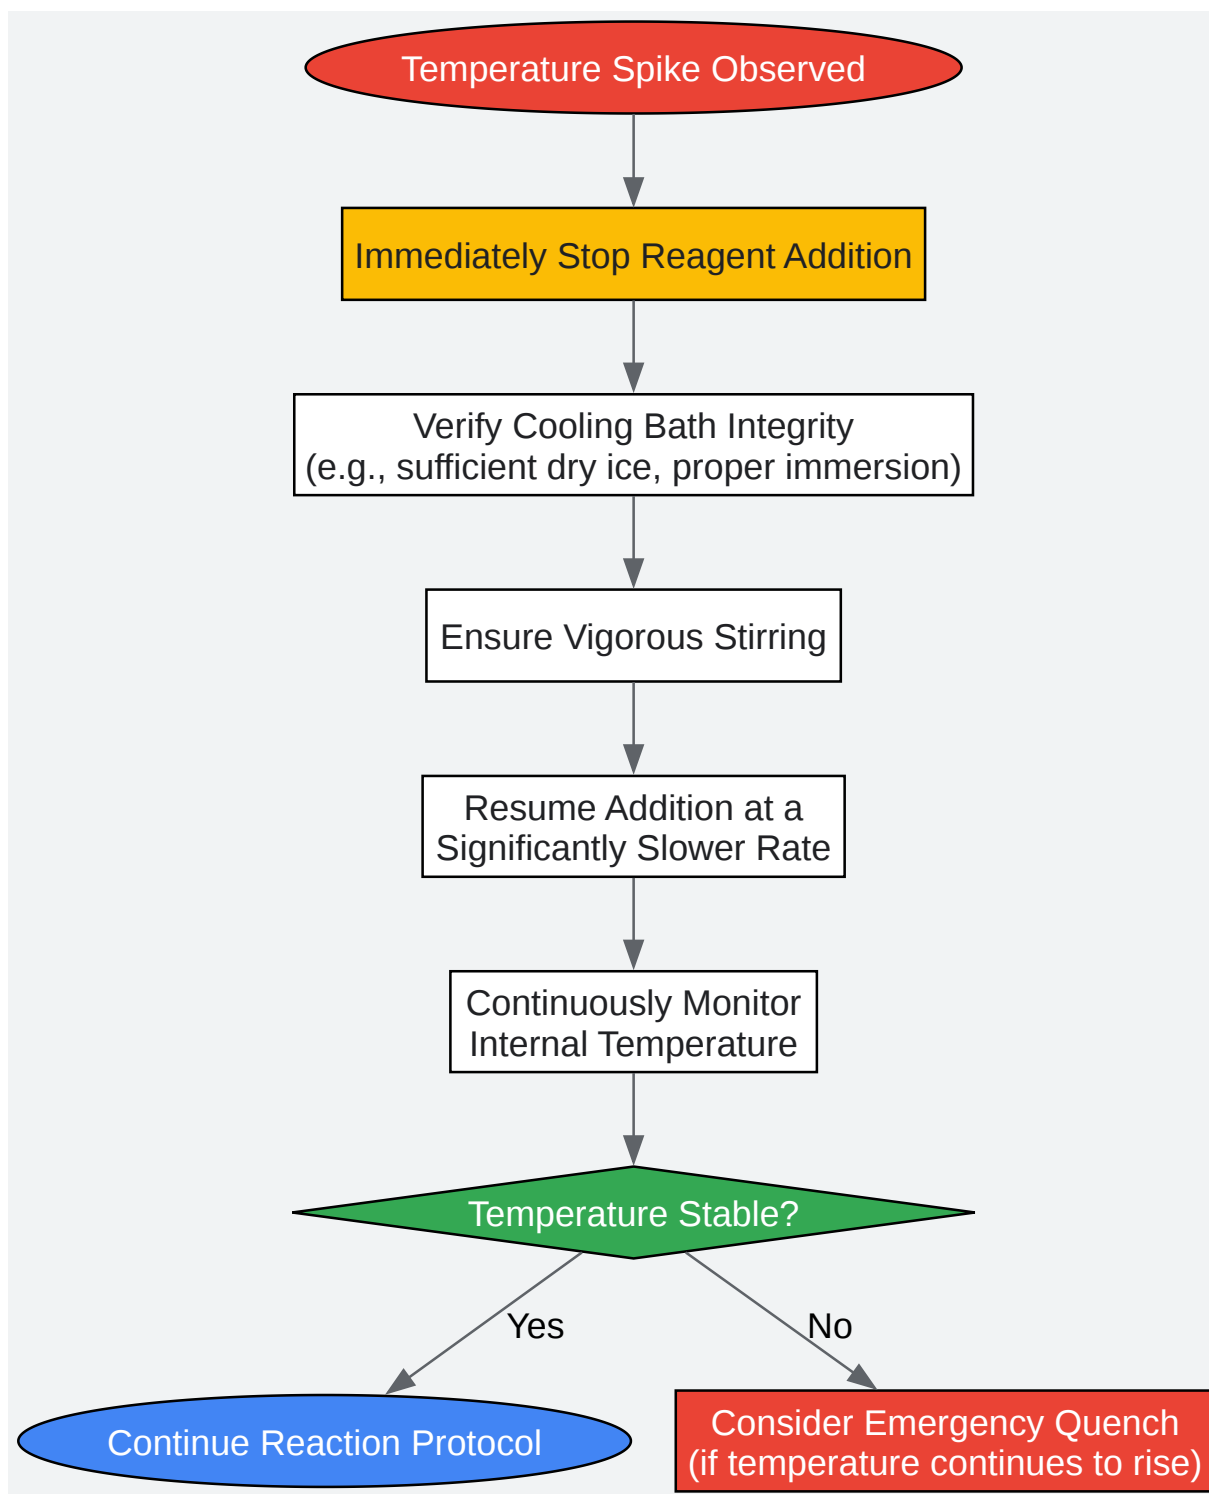 Temperature Spike Observed
Immediately Stop Reagent Addition
Verify Cooling Bath Integrity
(e.g., sufficient dry ice, proper immersion)
Ensure Vigorous Stirring
Resume Addition at a
Significantly Slower Rate
Continuously Monitor
Internal Temperature
Temperature Stable?
Yes
No
Continue Reaction Protocol
Consider Emergency Quench
(if temperature continues to rise)